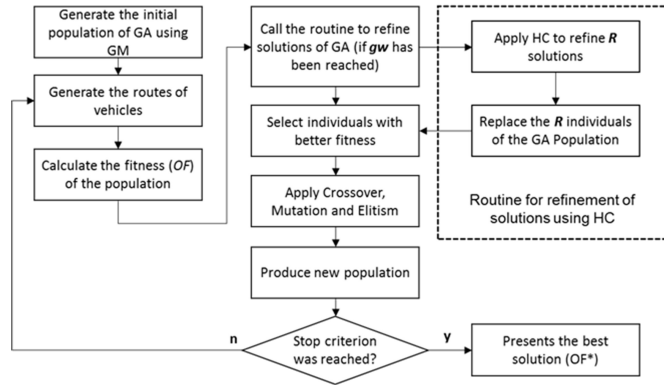 Generate the initial
population of GA using
GM
Generate the routes of
vehicles
Calculate the fitness (OF)
of the population
Call the routine to refine
solutions of GA (if gw has
been reached)
Select individuals with
better fitness
Apply Crossover,
Mutation and Elitism
Produce new population
Stop criterion
was reached?
n
y
Apply HC to refine R
solutions
Replace the R individuals
of the GA Population
Routine for refinement of
solutions using HC
Presents the best
solution (OF*)